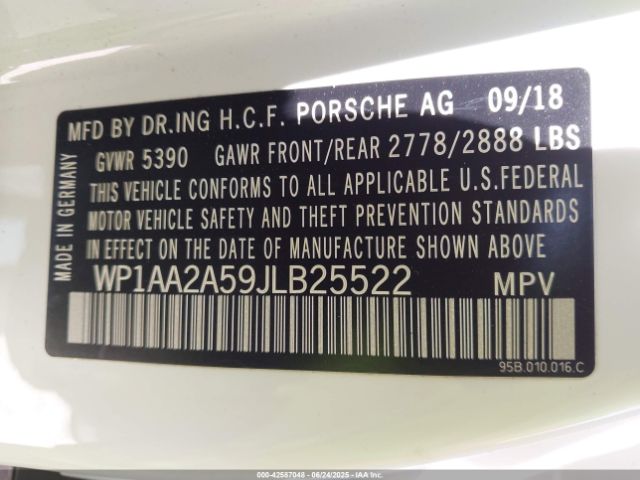 MFD BY DR.ING H.C.F. PORSCHE AG 09/18
GVWR 5390 GAWR FRONT/REAR 2778/2888 LBS
THIS VEHICLE CONFORMS TO ALL APPLICABLE U.S.FEDERAL
MOTOR VEHICLE SAFETY AND THEFT PREVENTION STANDARDS
IN EFFECT ON THE DATE OF MANUFACTURE SHOWN ABOVE
WP1AA2A59JLB25522 MPV
MADE IN GERMANY
95B.010.016.C
000-42587048 - 06/24/2025 - IAA Inc.